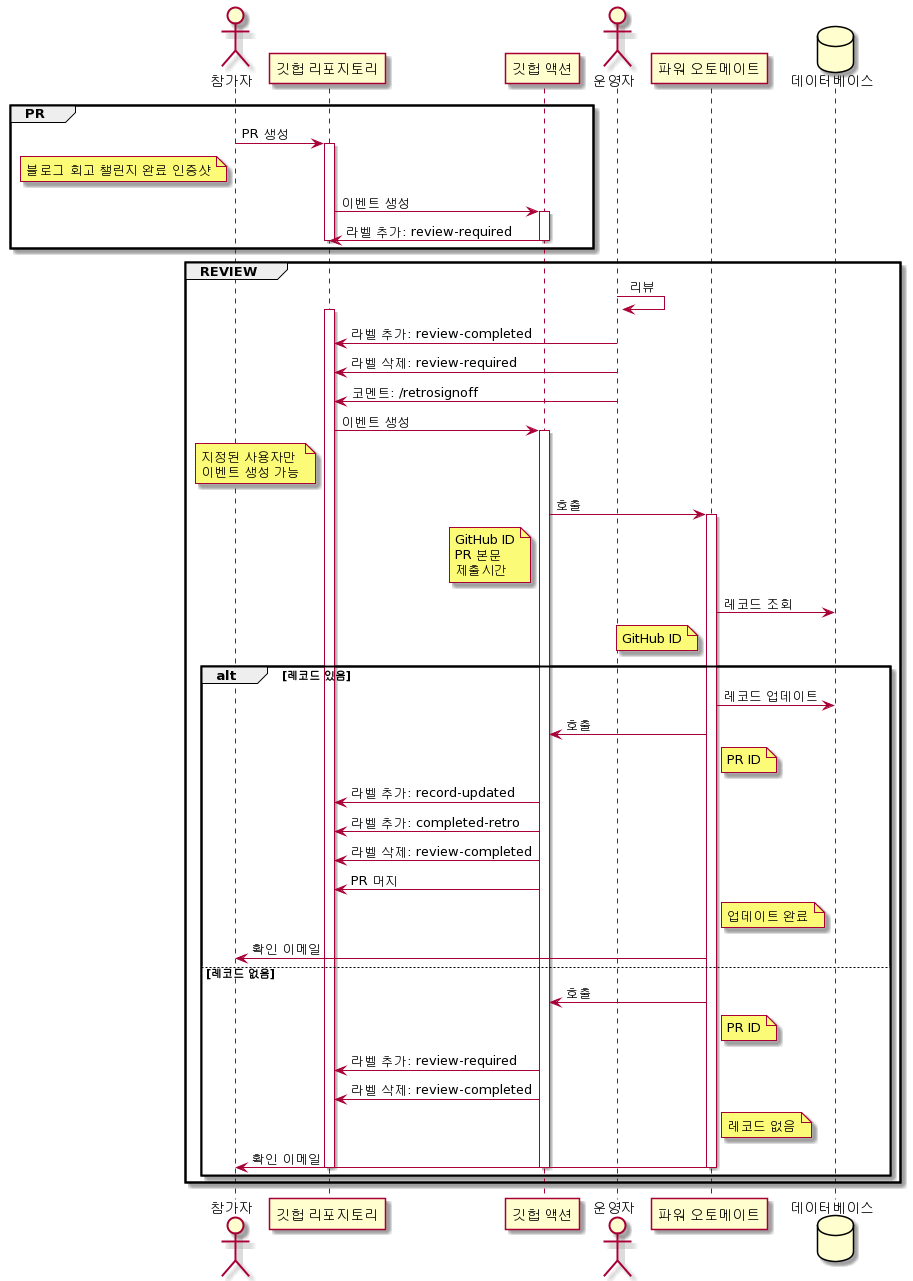 참가자
깃헙 리포지토리
깃헙 액션
운영자
파워 오토메이트
데이터베이스
PR
PR 생성
블로그 회고 챌린지 완료 인증샷
이벤트 생성
라벨 추가: review-required
REVIEW
리뷰
라벨 추가: review-completed
라벨 삭제: review-required
코멘트: /retrosignoff
이벤트 생성
지정된 사용자만
이벤트 생성 가능
호출
GitHub ID
PR 본문
제출시간
레코드 조회
GitHub ID
alt
[레코드 있음]
레코드 업데이트
호출
PR ID
라벨 추가: record-updated
라벨 추가: completed-retro
라벨 삭제: review-completed
PR 머지
업데이트 완료
확인 이메일
[레코드 없음]
호출
PR ID
라벨 추가: review-required
라벨 삭제: review-completed
레코드 없음
확인 이메일
참가자
깃헙 리포지토리
깃헙 액션
운영자
파워 오토메이트
데이터베이스